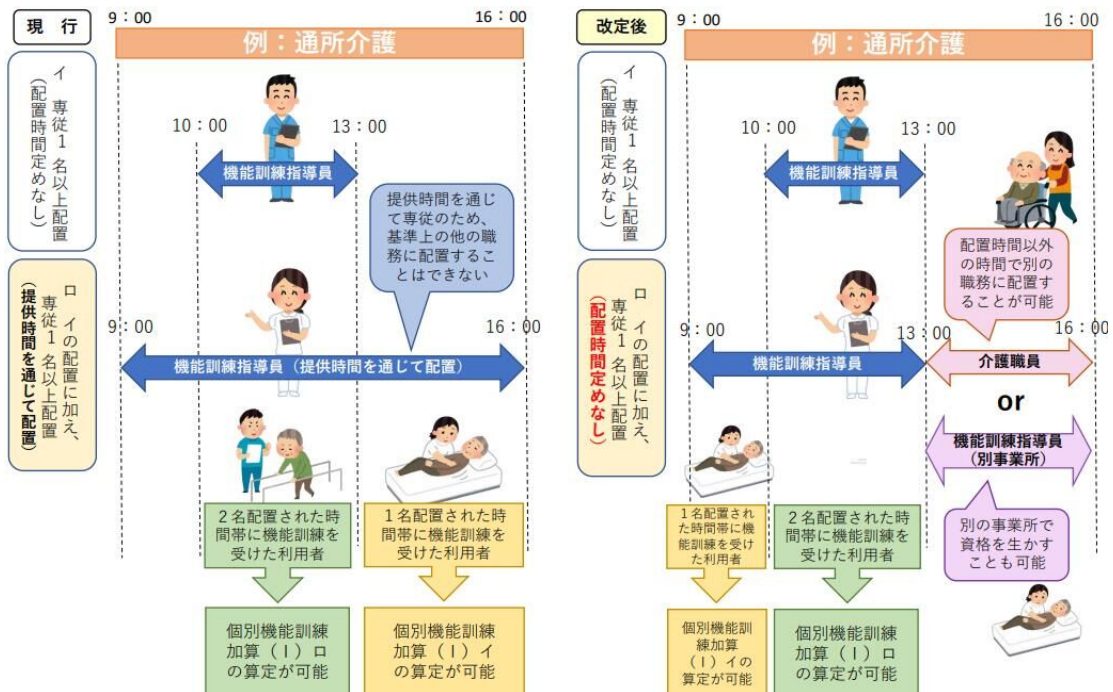 現　行
9：00
16：00
例：通所介護
イ　専従１名以上配置
（配置時間定めなし）
10：00
13：00
機能訓練指導員
提供時間を通じ
て専従のため、
基準上の他の職
務に配置するこ
とはできない
ロ　イの配置に加え、
専従１名以上配置
（提供時間を通じて配置）
9：00
16：00
機能訓練指導員（提供時間を通じて配置）
２名配置された時
間帯に機能訓練を
受けた利用者
１名配置された時
間帯に機能訓練を
受けた利用者
個別機能訓練
加算（Ⅰ）ロ
の算定が可能
個別機能訓練
加算（Ⅰ）イ
の算定が可能
改定後
9：00
16：00
例：通所介護
イ　専従１名以上配置
（配置時間定めなし）
10：00
13：00
機能訓練指導員
配置時間以外
の時間で別の
職務に配置す
ることが可能
ロ　イの配置に加え、
専従１名以上配置
（配置時間定めなし）
9：00
13：00
16：00
機能訓練指導員
介護職員
or
機能訓練指導員
（別事業所）
１名配置され
た時間帯に機
能訓練を受け
た利用者
２名配置された時
間帯に機能訓練を
受けた利用者
別の事業所で
資格を生かす
ことも可能
個別機能訓
練加算
（Ⅰ）イの
算定が可能
個別機能訓練
加算（Ⅰ）ロ
の算定が可能